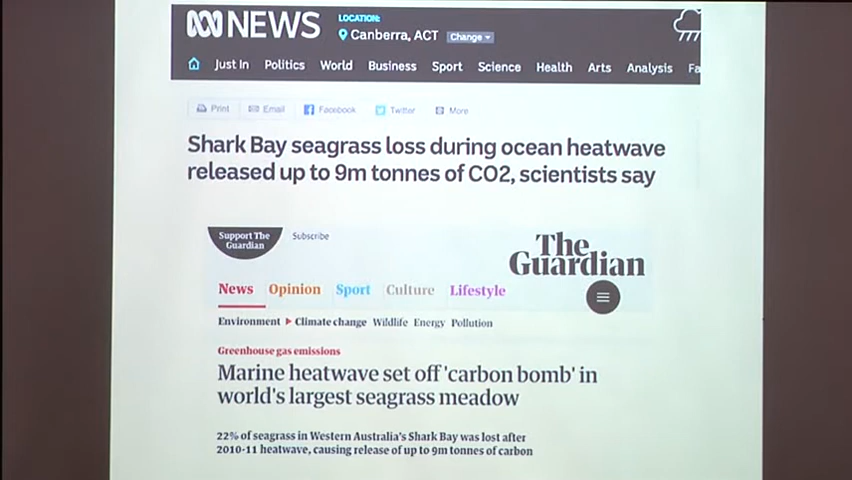 ABC NEWS
LOCATION:
Canberra, ACT Change
Just In Politics World Business Sport Science Health Arts Analysis Fa
Print Email Facebook Twitter More
Shark Bay seagrass loss during ocean heatwave
released up to 9m tonnes of CO2, scientists say
Support The
Guardian
Subscribe
The
Guardian
News Opinion Sport Culture Lifestyle
Environment Climate change Wildlife Energy Pollution
Greenhouse gas emissions
Marine heatwave set off 'carbon bomb' in
world's largest seagrass meadow
22% of seagrass in Western Australia's Shark Bay was lost after
2010-11 heatwave, causing release of up to 9m tonnes of carbon